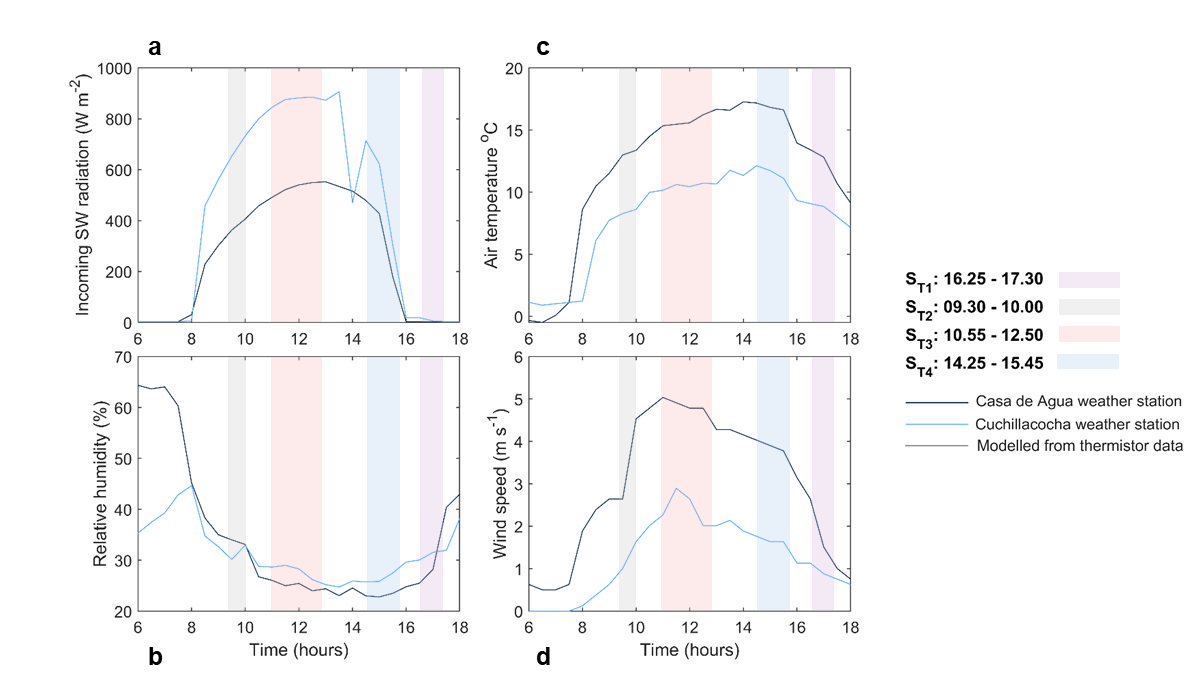 a
c
1000
800
600
400
200
0
Incoming SW radiation (W m-2)
6 8 10 12 14 16 18
20
15
10
5
0
Air temperature oC
6 8 10 12 14 16 18
70
60
50
40
30
20
Relative humidity (%)
6 8 10 12 14 16 18
Time (hours)
b
6
5
4
3
2
1
0
Wind speed (m s-1)
6 8 10 12 14 16 18
Time (hours)
d
ST1: 16.25 - 17.30
ST2: 09.30 - 10.00
ST3: 10.55 - 12.50
ST4: 14.25 - 15.45
Casa de Agua weather station
Cuchillacocha weather station
Modelled from thermistor data